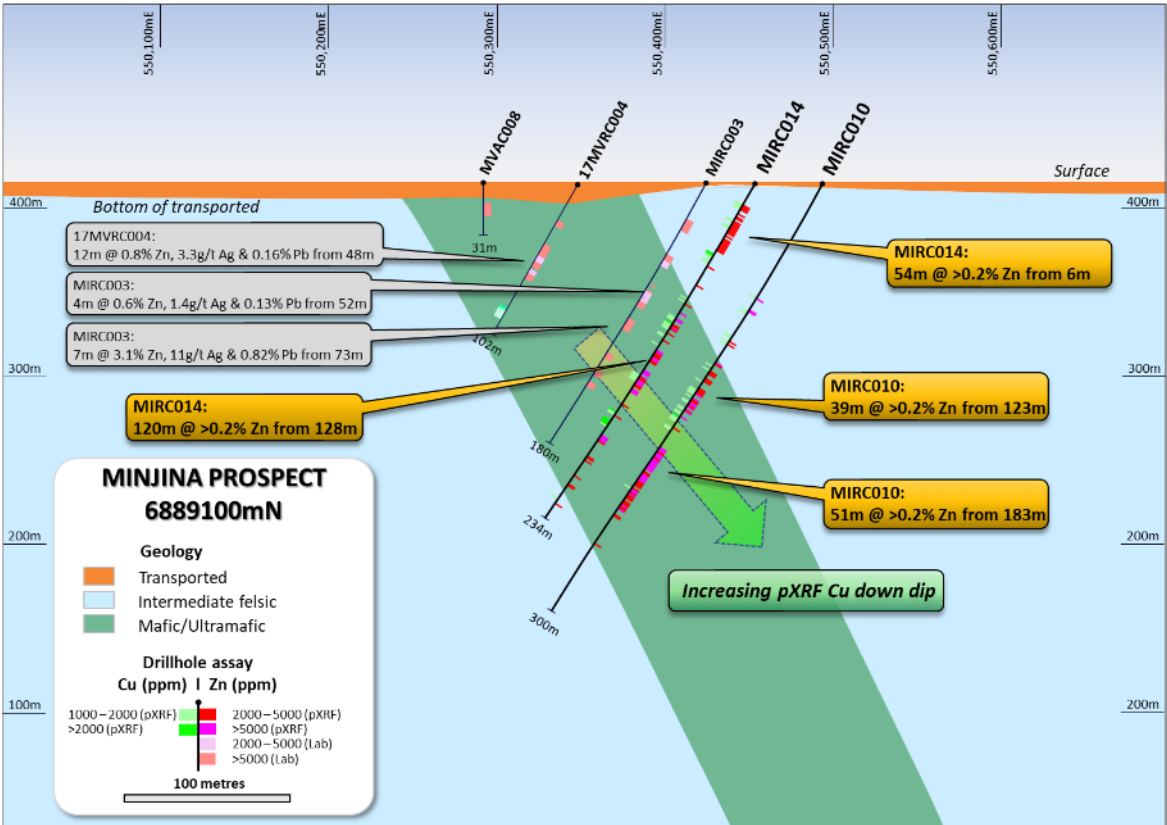 550,100mE
550,200mE
550,300mE
550,400mE
550,500mE
550,600mE
MVAC008
17MVRC004
MIRC003
MIRC014
MIRC010
Surface
400m
400m
Bottom of transported
31m
17MVRC004:
12m @ 0.8% Zn, 3.3g/t Ag & 0.16% Pb from 48m
MIRC014:
54m @ >0.2% Zn from 6m
MIRC003:
4m @ 0.6% Zn, 1.4g/t Ag & 0.13% Pb from 52m
MIRC003:
7m @ 3.1% Zn, 11g/t Ag & 0.82% Pb from 73m
102m
300m
300m
MIRC010:
39m @ >0.2% Zn from 123m
MIRC014:
120m @ >0.2% Zn from 128m
180m
MIRC010:
51m @ >0.2% Zn from 183m
234m
200m
200m
Increasing pXRF Cu down dip
300m
MINJINA PROSPECT
6889100mN
Geology
Transported
Intermediate felsic
Mafic/Ultramafic
Drillhole assay
Cu (ppm) | Zn (ppm)
1000–2000 (pXRF) 2000–5000 (pXRF)
>2000 (pXRF) >5000 (pXRF)
2000–5000 (Lab)
>5000 (Lab)
100 metres
100m
200m